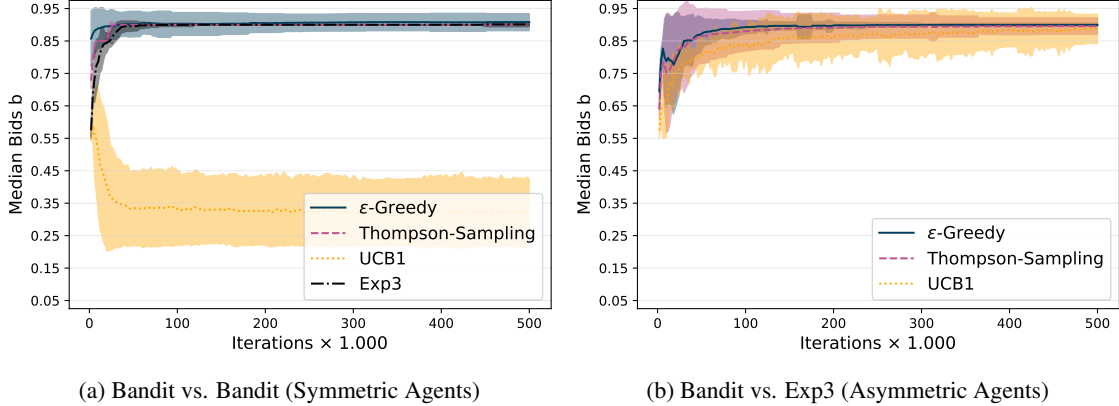 0.95
0.85
0.75
0.65
0.55
0.45
0.35
0.25
0.15
0.05
Median Bids b
0
100
200
300
400
500
Iterations × 1.000
ε-Greedy
Thompson-Sampling
UCB1
Exp3
(a) Bandit vs. Bandit (Symmetric Agents)
0.95
0.85
0.75
0.65
0.55
0.45
0.35
0.25
0.15
0.05
Median Bids b
0
100
200
300
400
500
Iterations × 1.000
ε-Greedy
Thompson-Sampling
UCB1
(b) Bandit vs. Exp3 (Asymmetric Agents)